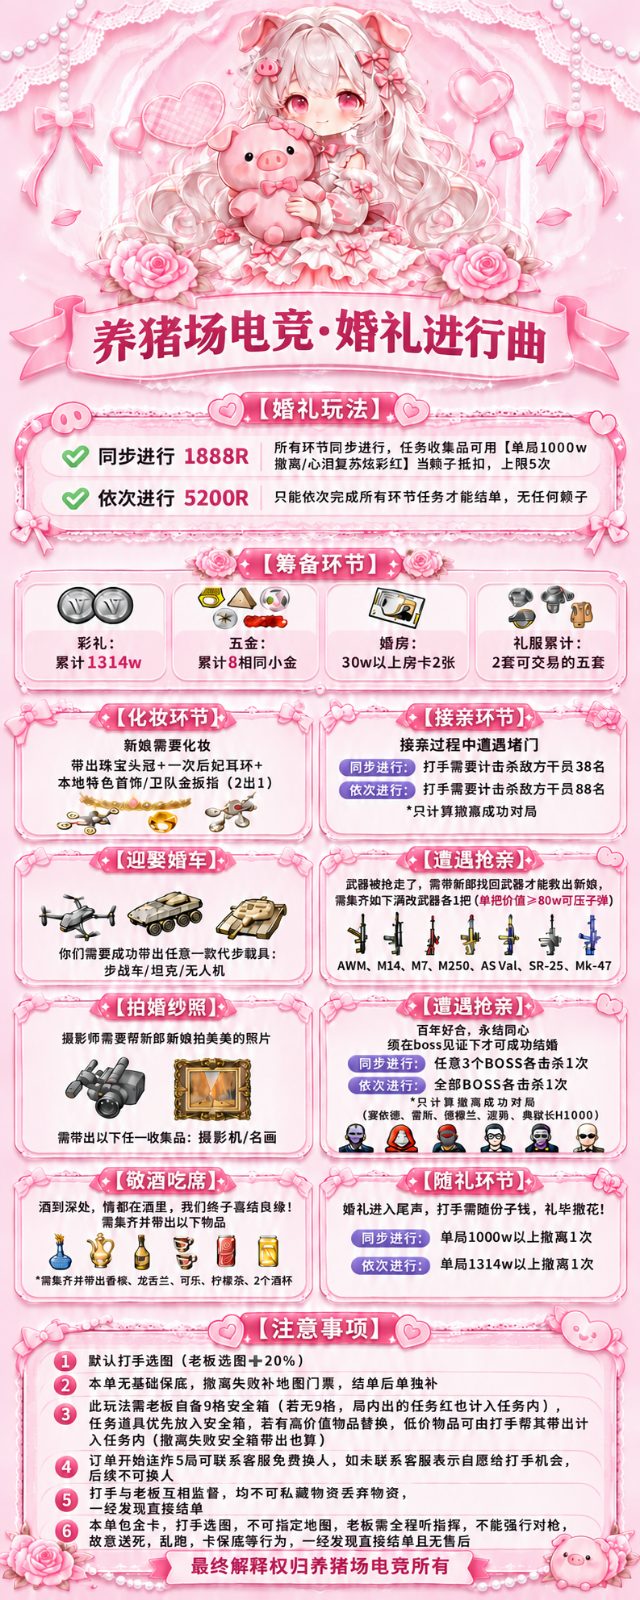 养猪场电竞·婚礼进行曲
【婚礼玩法】
同步进行 1888R
所有环节同步进行，任务收集品可用【单局1000w
撤离/心泪复苏炫彩红】当赖子抵扣，上限5次
依次进行 5200R
只能依次完成所有环节任务才能结单，无任何赖子
【筹备环节】
彩礼：
累计1314w
五金：
累计8相同小金
婚房：
30w以上房卡2张
礼服累计：
2套可交易的五套
【化妆环节】
新娘需要化妆
带出珠宝头冠+一次后妃耳环+
本地特色首饰/卫队金扳指（2出1）
【接亲环节】
接亲过程中遭遇堵门
同步进行： 打手需要计击杀敌方干员38名
依次进行： 打手需要计击杀敌方干员88名
*只计算撤离成功对局
【迎娶婚车】
你们需要成功带出任意一款代步载具：
步战车/坦克/无人机
【遭遇抢亲】
武器被抢走了，需带新郎找回武器才能救出新娘，
需集齐如下满改武器各1把 (单把价值≥80w可压子弹)
AWM、M14、M7、M250、AS Val、SR-25、Mk-47
【拍婚纱照】
摄影师需要帮新郎新娘拍美美的照片
需带出以下任一收集品：摄影机/名画
【遭遇抢亲】
百年好合，永结同心
须在boss见证下才可成功结婚
同步进行： 任意3个BOSS各击杀1次
依次进行： 全部BOSS各击杀1次
*只计算撤离成功对局
（赛依德、雷斯、德穆兰、渡鸦、典狱长H1000）
【敬酒吃席】
酒到深处，情都在酒里，我们终于喜结良缘！
需集齐并带出以下物品
*需集齐并带出香槟、龙舌兰、可乐、柠檬茶、2个酒杯
【随礼环节】
婚礼进入尾声，打手需随份子钱，礼毕撒花！
同步进行： 单局1000w以上撤离1次
依次进行： 单局1314w以上撤离1次
【注意事项】
1 默认打手选图（老板选图+20%）
2 本单无基础保底，撤离失败补地图门票，结单后单独补
3 此玩法需老板自备9格安全箱（若无9格，局内出的任务红也计入任务内），
任务道具优先放入安全箱，若有高价值物品替换，低价物品可由打手帮其带出计
入任务内（撤离失败安全箱带出也算）
4 订单开始连炸5局可联系客服免费换人，如未联系客服表示自愿给打手机会，
后续不可换人
5 打手与老板互相监督，均不可私藏物资丢弃物资，
一经发现直接结单
6 本单包金卡，打手选图，不可指定地图，老板需全程听指挥，不能强行对枪，
故意送死，乱跑，卡保底等行为，一经发现直接结单且无售后
最终解释权归养猪场电竞所有